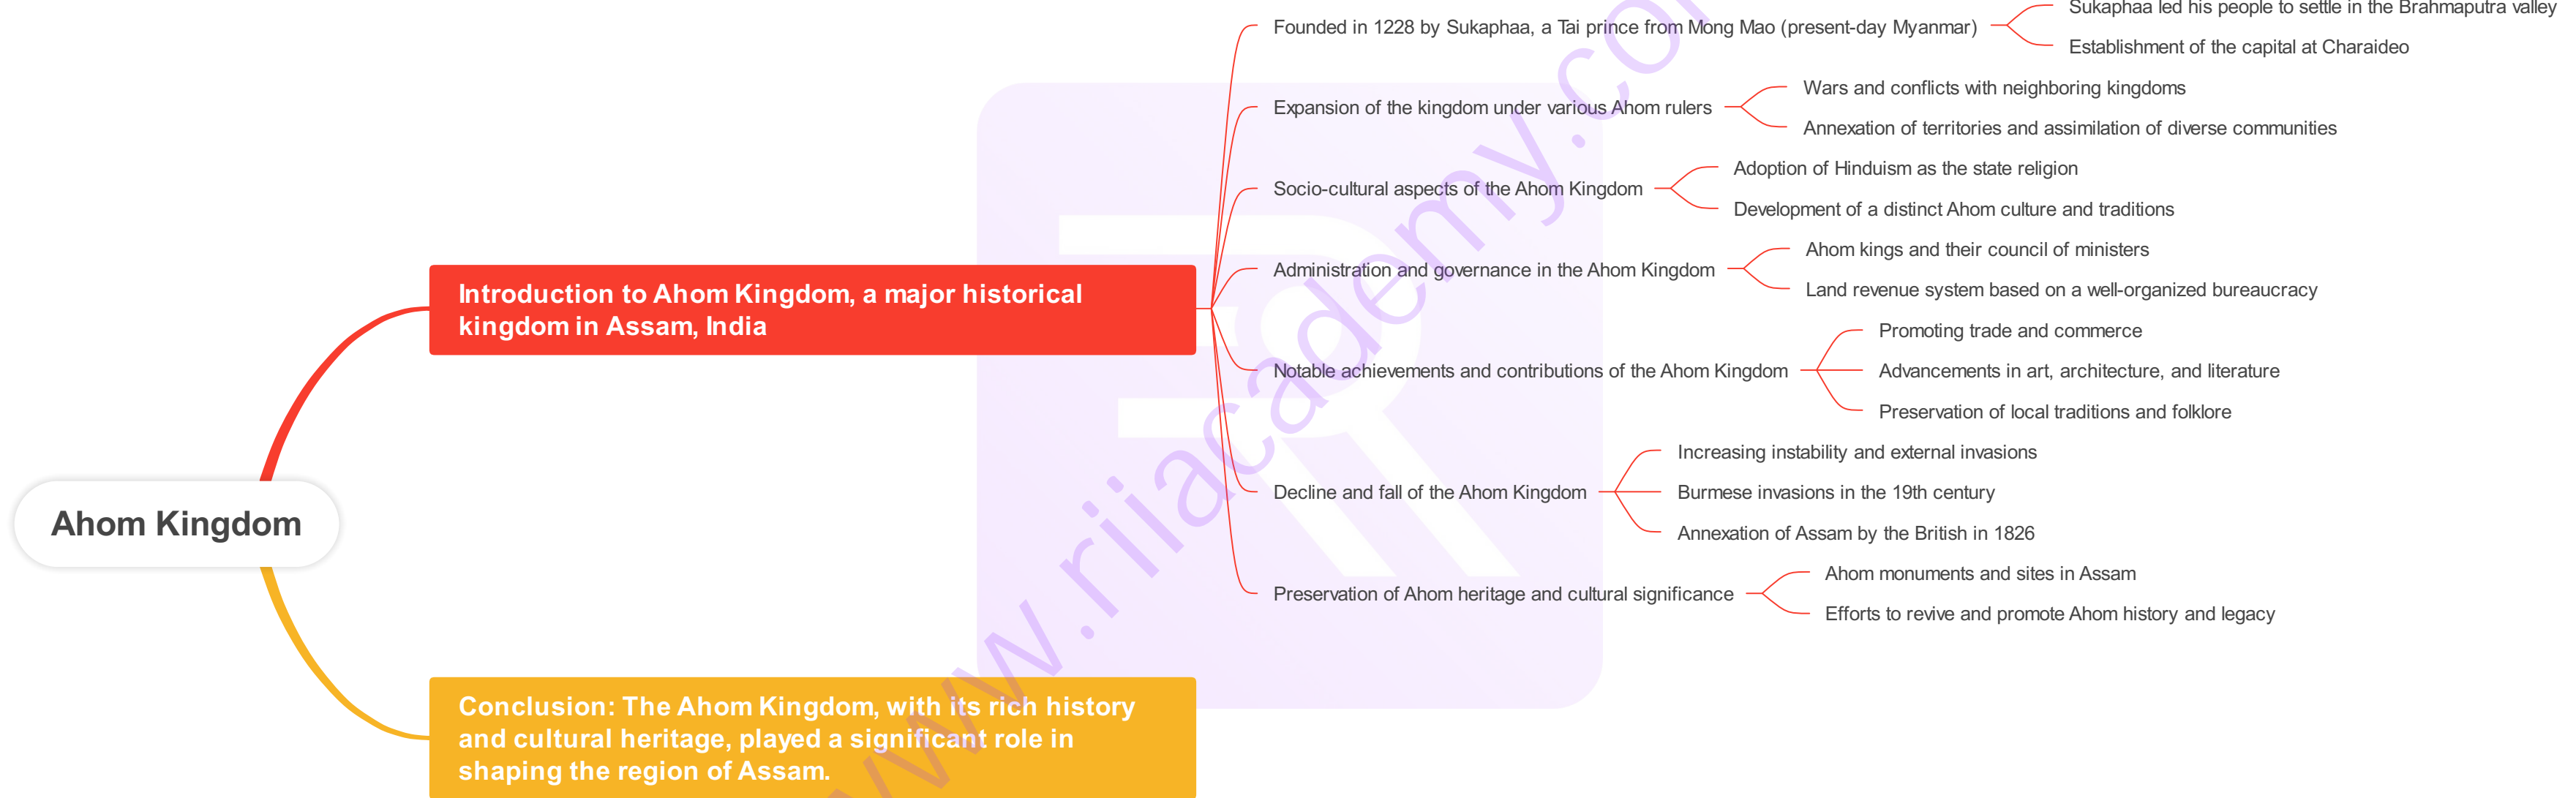 Ahom Kingdom
Introduction to Ahom Kingdom, a major historical
kingdom in Assam, India
Founded in 1228 by Sukaphaa, a Tai prince from Mong Mao (present-day Myanmar)
Sukaphaa led his people to settle in the Brahmaputra valley
Establishment of the capital at Charaideo
Expansion of the kingdom under various Ahom rulers
Wars and conflicts with neighboring kingdoms
Annexation of territories and assimilation of diverse communities
Socio-cultural aspects of the Ahom Kingdom
Adoption of Hinduism as the state religion
Development of a distinct Ahom culture and traditions
Administration and governance in the Ahom Kingdom
Ahom kings and their council of ministers
Land revenue system based on a well-organized bureaucracy
Notable achievements and contributions of the Ahom Kingdom
Promoting trade and commerce
Advancements in art, architecture, and literature
Preservation of local traditions and folklore
Decline and fall of the Ahom Kingdom
Increasing instability and external invasions
Burmese invasions in the 19th century
Annexation of Assam by the British in 1826
Preservation of Ahom heritage and cultural significance
Ahom monuments and sites in Assam
Efforts to revive and promote Ahom history and legacy
Conclusion: The Ahom Kingdom, with its rich history
and cultural heritage, played a significant role in
shaping the region of Assam.